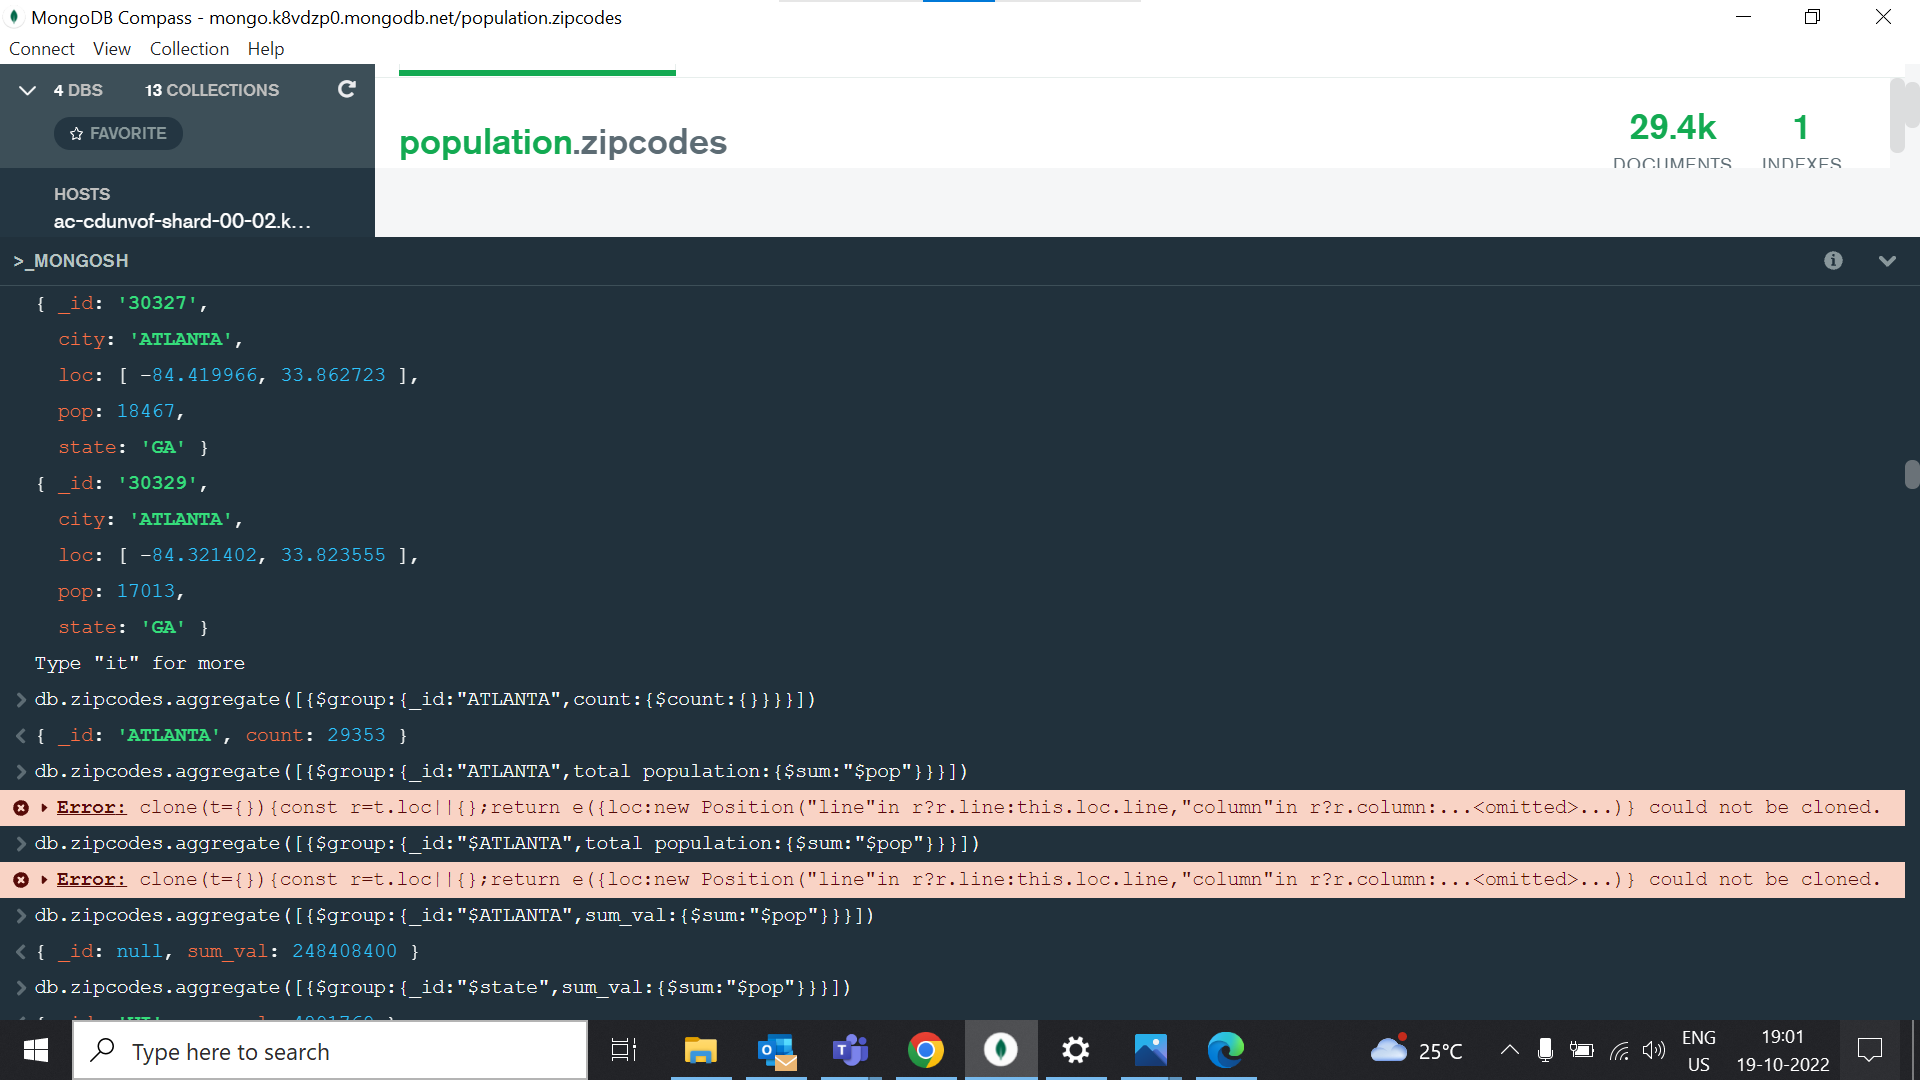 MongoDB Compass - mongo.k8vdzp0.mongodb.net/population.zipcodes
Connect View Collection Help
4 DBS 13 COLLECTIONS
FAVORITE
population.zipcodes
29.4k 1
DOCUMENTS INDEXES
HOSTS
ac-cdunvof-shard-00-02.k...
>_MONGOSH
{ _id: '30327',
city: 'ATLANTA',
loc: [ -84.419966, 33.862723 ],
pop: 18467,
state: 'GA' }
{ _id: '30329',
city: 'ATLANTA',
loc: [ -84.321402, 33.823555 ],
pop: 17013,
state: 'GA' }
Type "it" for more
db.zipcodes.aggregate([{$group:{_id:"ATLANTA",count:{$count:{}}}}])
{ _id: 'ATLANTA', count: 29353 }
db.zipcodes.aggregate([{$group:{_id:"ATLANTA",total population:{$sum:"$pop"}}}])
Error: clone(t={}){const r=t.loc||{};return e({loc:new Position("line"in r?r.line:this.loc.line,"column"in r?r.column:...<omitted>...)} could not be cloned.
db.zipcodes.aggregate([{$group:{_id:"$ATLANTA",total population:{$sum:"$pop"}}}])
Error: clone(t={}){const r=t.loc||{};return e({loc:new Position("line"in r?r.line:this.loc.line,"column"in r?r.column:...<omitted>...)} could not be cloned.
db.zipcodes.aggregate([{$group:{_id:"$ATLANTA",sum_val:{$sum:"$pop"}}}])
{ _id: null, sum_val: 248408400 }
db.zipcodes.aggregate([{$group:{_id:"$state",sum_val:{$sum:"$pop"}}}])
Type here to search
25°C
ENG
US
19:01
19-10-2022